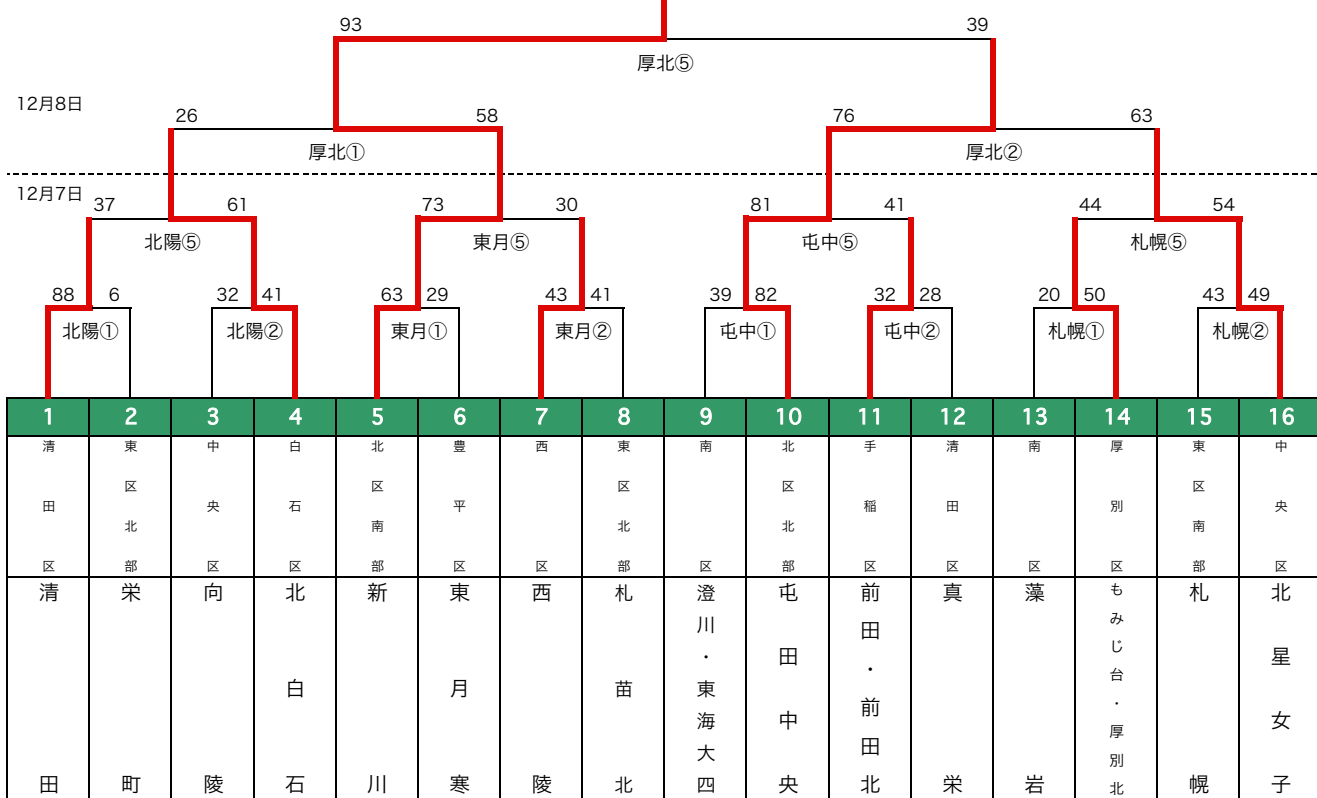 93 39
厚北⑤
12月8日
26 58 76 63
厚北① 厚北②
12月7日
37 61 73 30 81 41 44 54
北陽⑤ 東月⑤ 屯中⑤ 札幌⑤
88 6 32 41 63 29 43 41 39 82 32 28 20 50 43 49
北陽① 北陽② 東月① 東月② 屯中① 屯中② 札幌① 札幌②
1 2 3 4 5 6 7 8 9 10 11 12 13 14 15 16
清田区
東区北部
中央区
白石区
北区南部
豊平区
西区
東区北部
南区
北区北部
手稲区
清田区
南区
厚別区
東区南部
中央区
清田
栄町
向陵
北白石
新川
東月寒
西陵
札苗北
澄川・東海大四
屯田中央
前田・前田北
真栄
藻岩
もみじ台・厚別北
札幌
北星女子